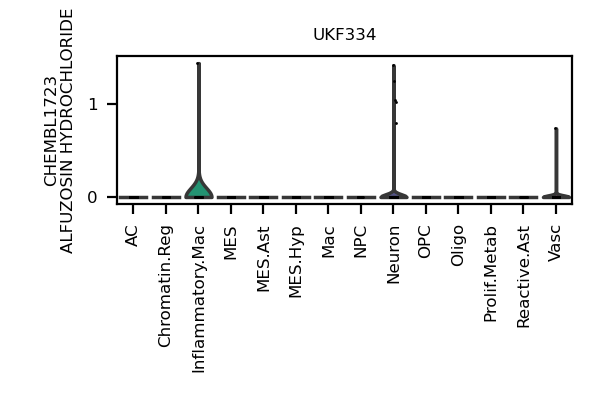 UKF334
CHEMBL1723
ALFUZOSIN HYDROCHLORIDE
1
0
AC
Chromatin.Reg
Inflammatory.Mac
MES
MES.Ast
MES.Hyp
Mac
NPC
Neuron
OPC
Oligo
Prolif.Metab
Reactive.Ast
Vasc